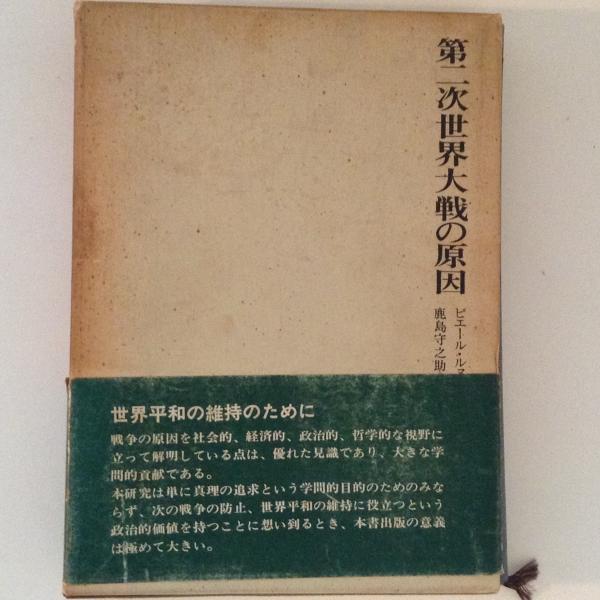 第二次世界大戦の原因
ピエール・ルヌ
鹿島守之助
世界平和の維持のために
戦争の原因を社会的、経済的、政治的、哲学的な視野に
立って解明している点は、優れた見識であり、大きな学
問的貢献である。
本研究は単に真理の追求という学問的目的のためのみな
らず、次の戦争の防止、世界平和の維持に役立つという
政治的価値を持つことに想い到るとき、本書出版の意義
は極めて大きい。